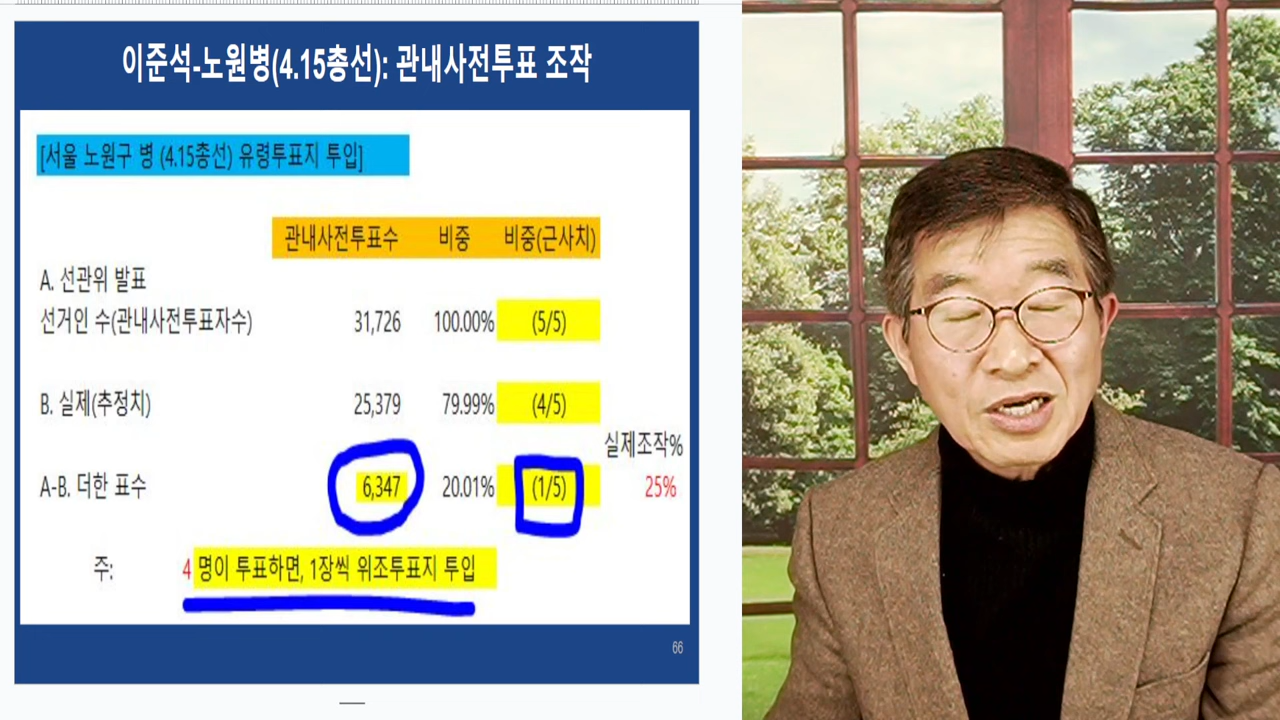 이준석-노원병(4.15총선): 관내사전투표 조작
[서울 노원구 병 (4.15총선) 유령투표지 투입]
관내사전투표수 비중 비중(근사치)
A. 선관위 발표
선거인 수(관내사전투표자수) 31,726 100.00% (5/5)
B. 실제(추정치) 25,379 79.99% (4/5)
실제조작%
A-B. 더한 표수 6,347 20.01% (1/5) 25%
주: 4 명이 투표하면, 1장씩 위조투표지 투입
66